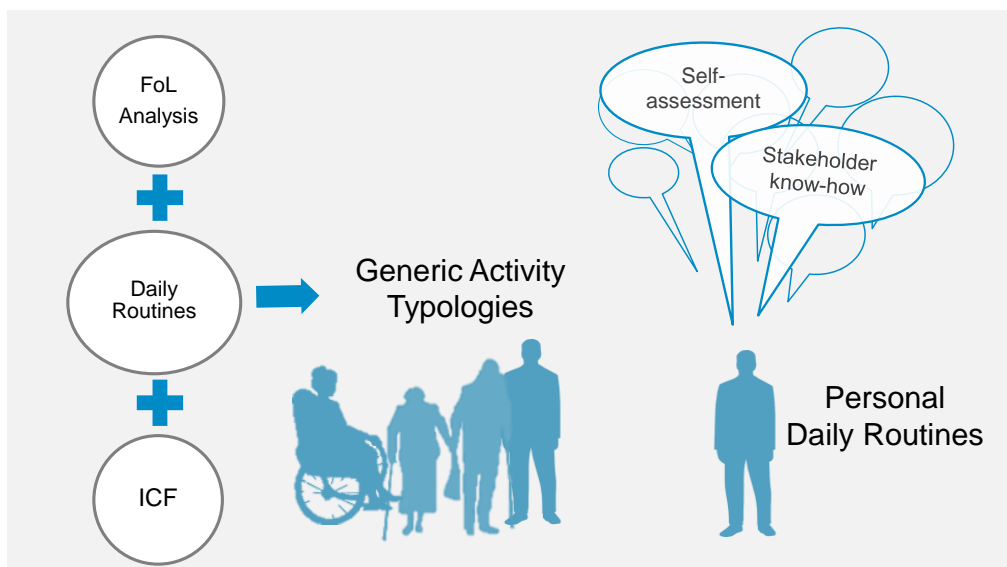 FoL
Analysis
Daily
Routines
ICF
Generic Activity
Typologies
Self-
assessment
Stakeholder
know-how
Personal
Daily Routines